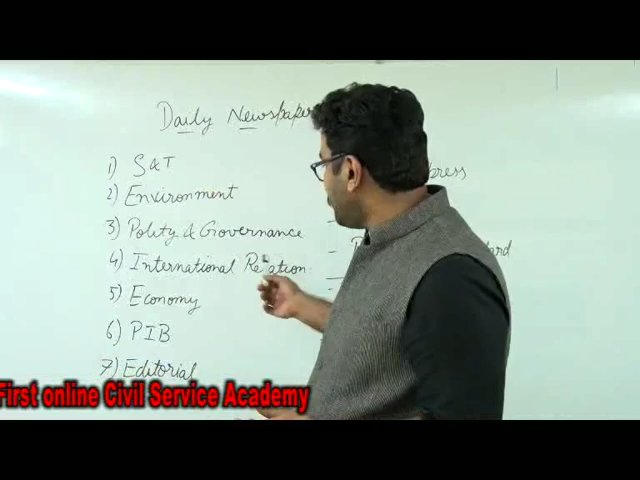 Daily Newspaper
1) S&T
2) Environment
3) Polity & Governance
4) International Relation
5) Economy
6) PIB
7) Editorial
First online Civil Service Academy